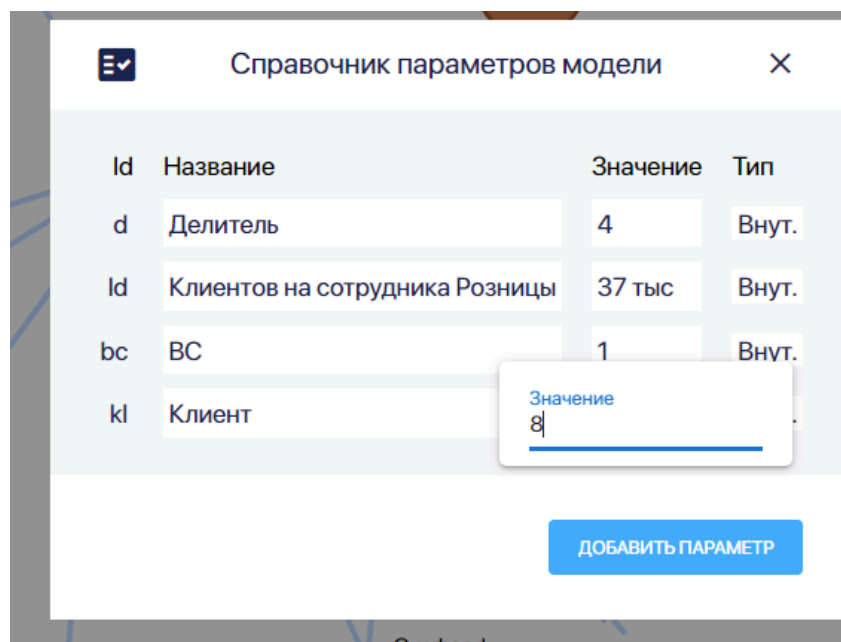 Справочник параметров модели
Id Название Значение Тип
d Делитель 4 Внут.
ld Клиентов на сотрудника Розницы 37 тыс Внут.
bc ВС 1 Внут.
kl Клиент
Значение
8
ДОБАВИТЬ ПАРАМЕТР